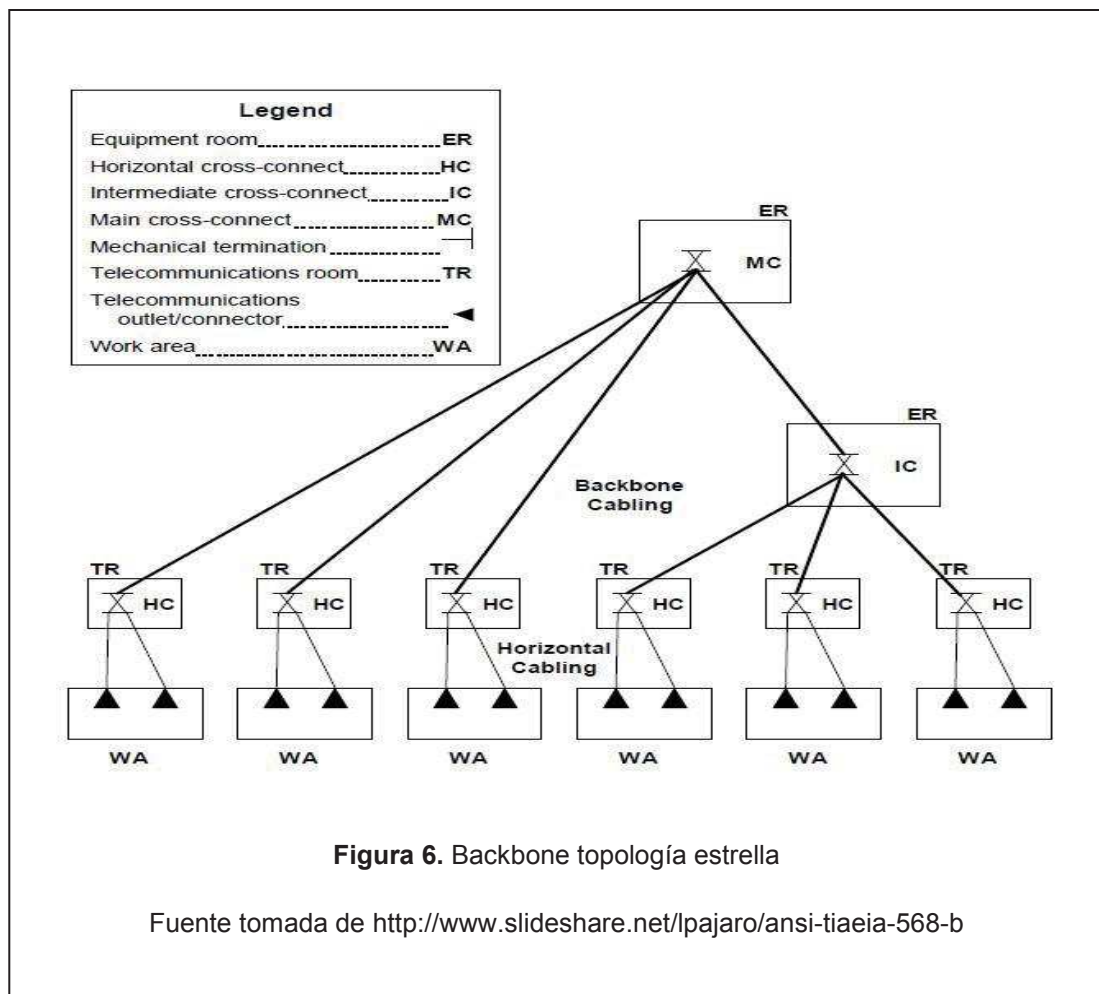 Legend
Equipment room ER
Horizontal cross-connect HC
Intermediate cross-connect IC
Main cross-connect MC
Mechanical termination
Telecommunications room TR
Telecommunications
outlet/connector
Work area WA
ER
MC
ER
IC
Backbone
Cabling
TR TR TR TR TR TR
HC HC HC HC HC HC
Horizontal
Cabling
WA WA WA WA WA WA
Figura 6. Backbone topología estrella
Fuente tomada de http://www.slideshare.net/lpajaro/ansi-tiaeia-568-b